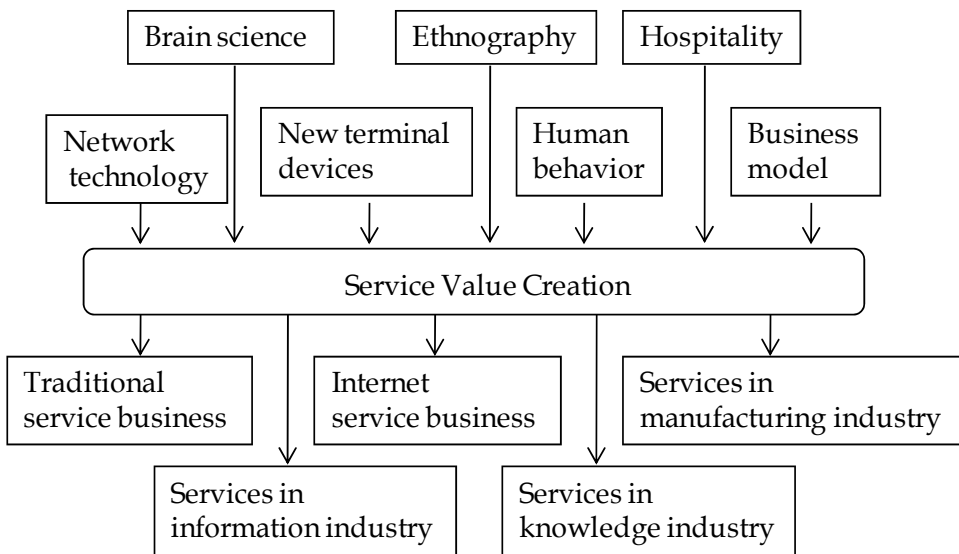 Brain science
Ethnography
Hospitality
Network
technology
New terminal
devices
Human
behavior
Business
model
Service Value Creation
Traditional
service business
Internet
service business
Services in
manufacturing industry
Services in
information industry
Services in
knowledge industry